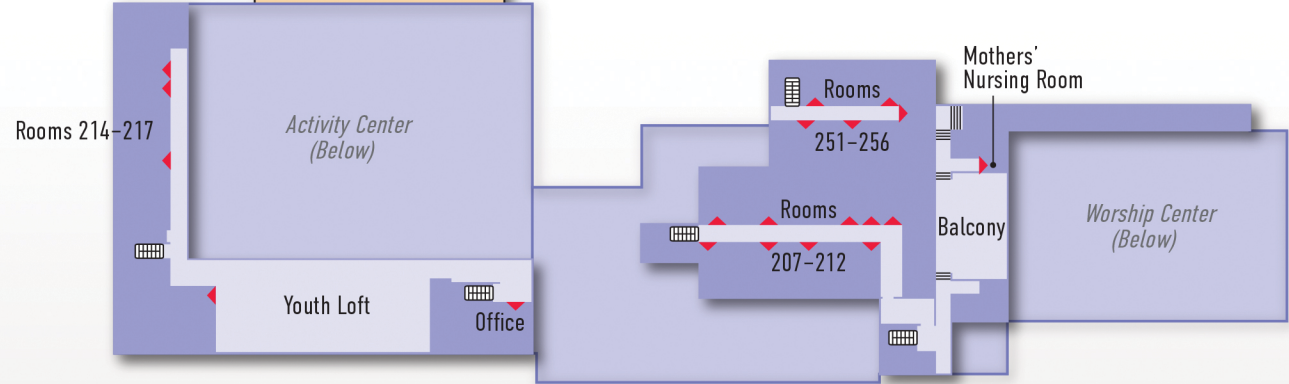 Rooms 214–217
Activity Center
(Below)
Youth Loft
Office
Rooms
251–256
Rooms
207–212
Mothers’
Nursing Room
Balcony
Worship Center
(Below)